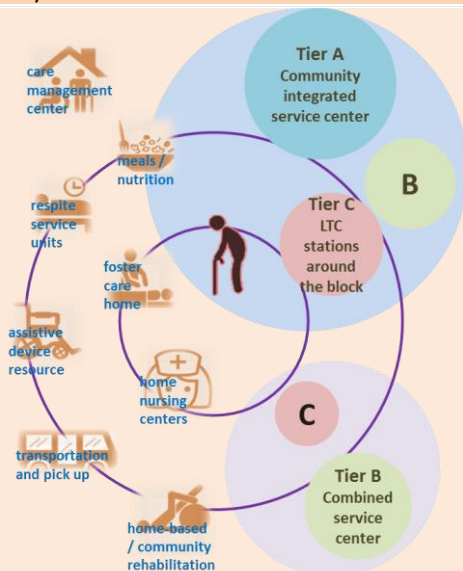 Tier A
Community
integrated
service center
care
management
center
meals /
nutrition
B
respite
service
units
Tier C
LTC
stations
around
the block
foster
care
home
assistive
device
resource
home
nursing
centers
C
transportation
and pick up
Tier B
Combined
service
center
home-based
/ community
rehabilitation